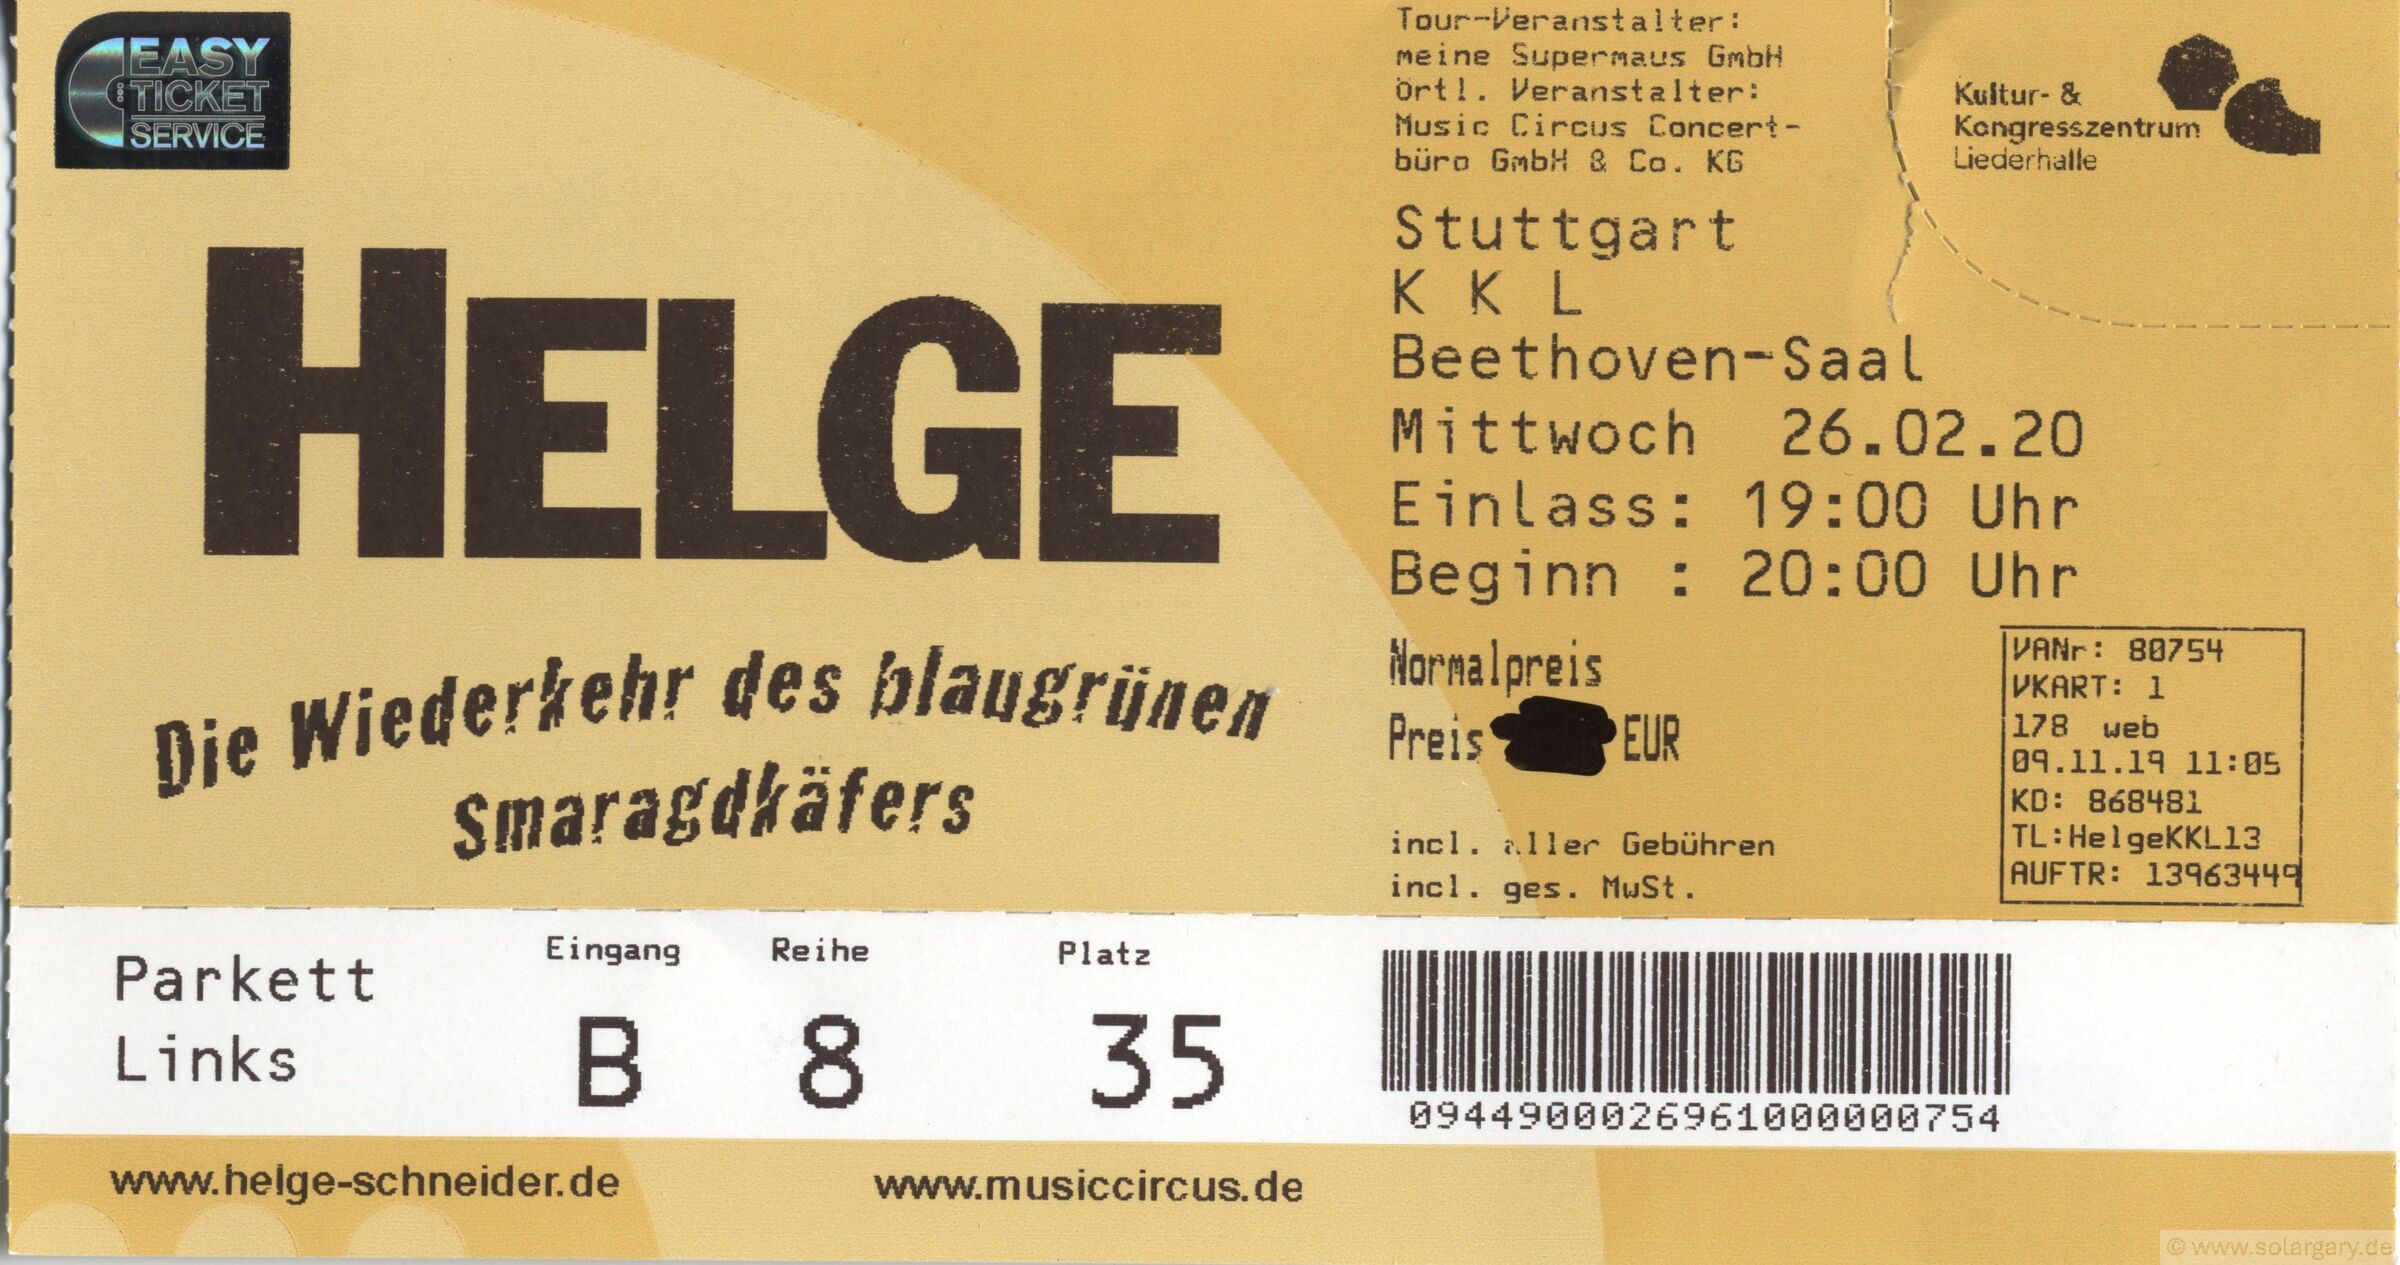 EASY
TICKET
SERVICE
HELGE
Die Wiederkehr des blaugrünen
Smaragdkäfers
Tour-Veranstalter:
meine Supermaus GmbH
örtl. Veranstalter:
Music Circus Concert-
büro GmbH & Co. KG
Kultur- &
Kongresszentrum
Liederhalle
Stuttgart
K K L
Beethoven-Saal
Mittwoch 26.02.20
Einlass: 19:00 Uhr
Beginn : 20:00 Uhr
Normalpreis
Preis EUR
incl. aller Gebühren
incl. ges. MwSt.
VANr: 80754
VKART: 1
178 web
09.11.19 11:05
KD: 868481
TL:HelgeKKL13
AUFTR: 13963449
Parkett
Links
Eingang Reihe Platz
B 8 35
0944900026961000000754
www.helge-schneider.de www.musiccircus.de
© www.solargary.de